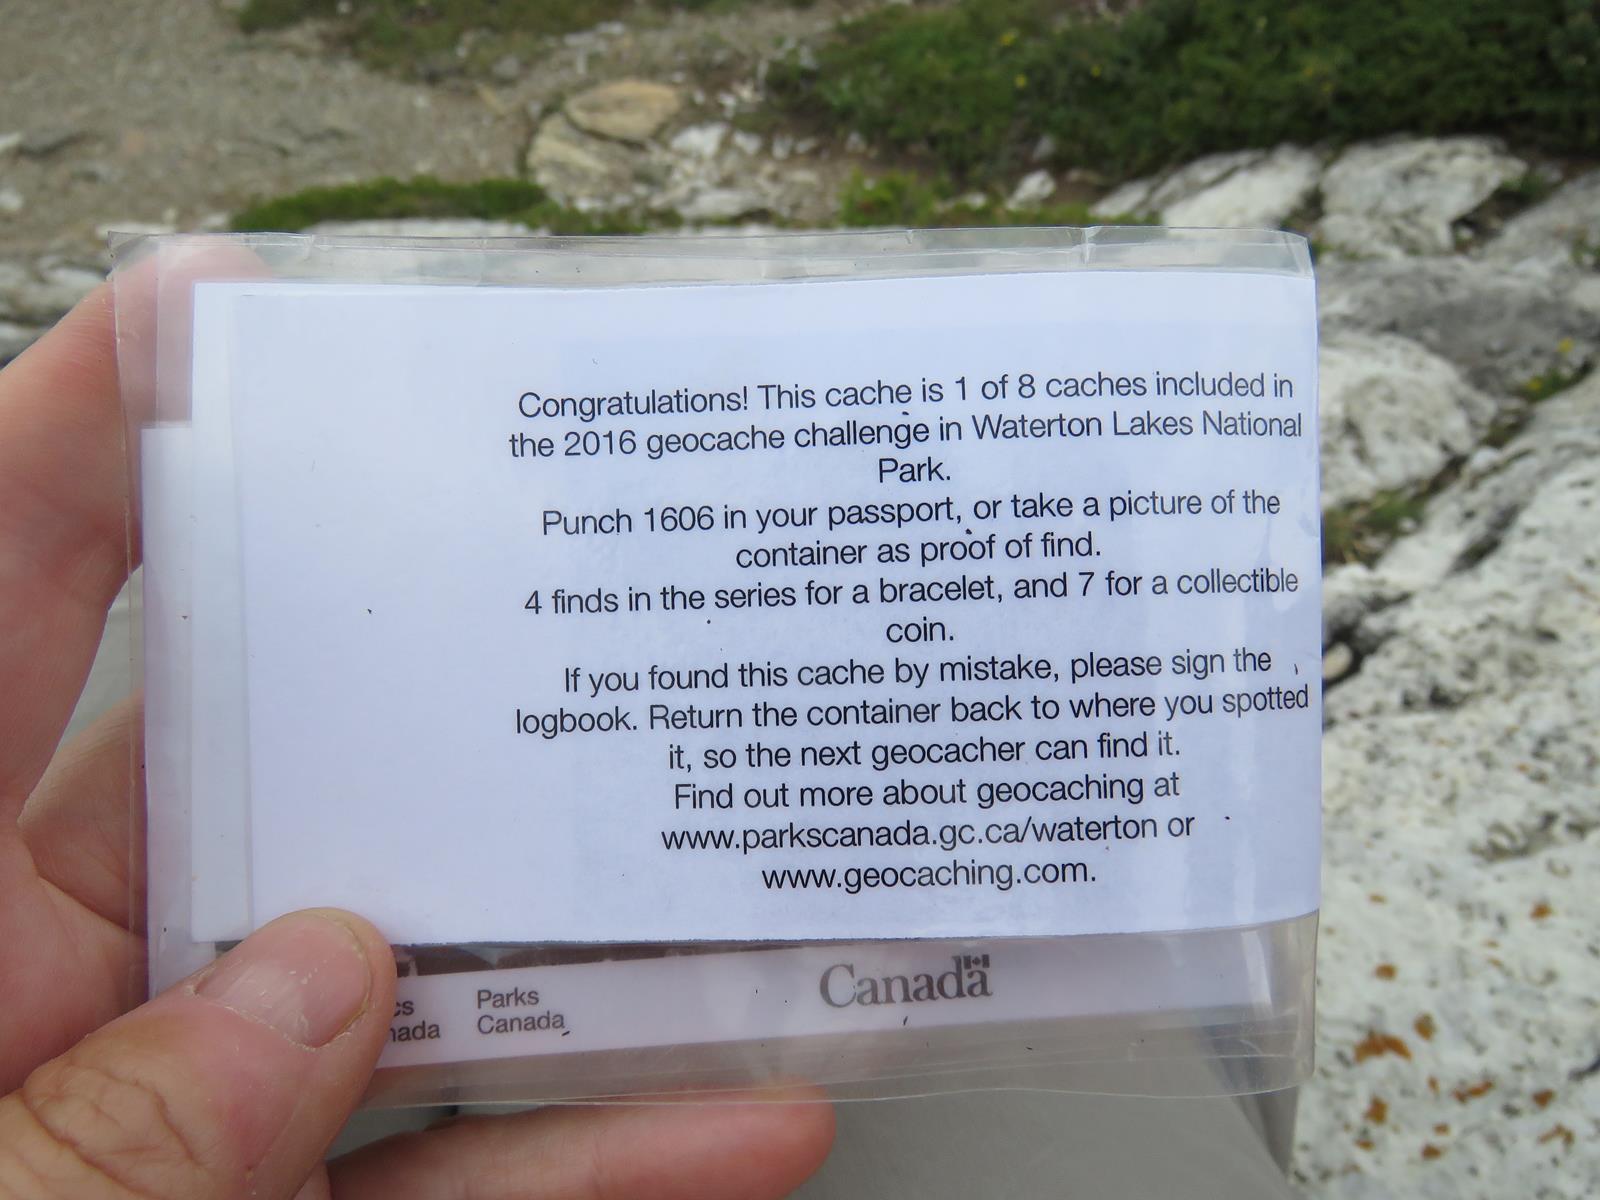 Congratulations! This cache is 1 of 8 caches included in
the 2016 geocache challenge in Waterton Lakes National
Park.
Punch 1606 in your passport, or take a picture of the
container as proof of find.
4 finds in the series for a bracelet, and 7 for a collectible
coin.
If you found this cache by mistake, please sign the
logbook. Return the container back to where you spotted
it, so the next geocacher can find it.
Find out more about geocaching at
www.parkscanada.gc.ca/waterton or
www.geocaching.com.
Parks
Canada
Canada